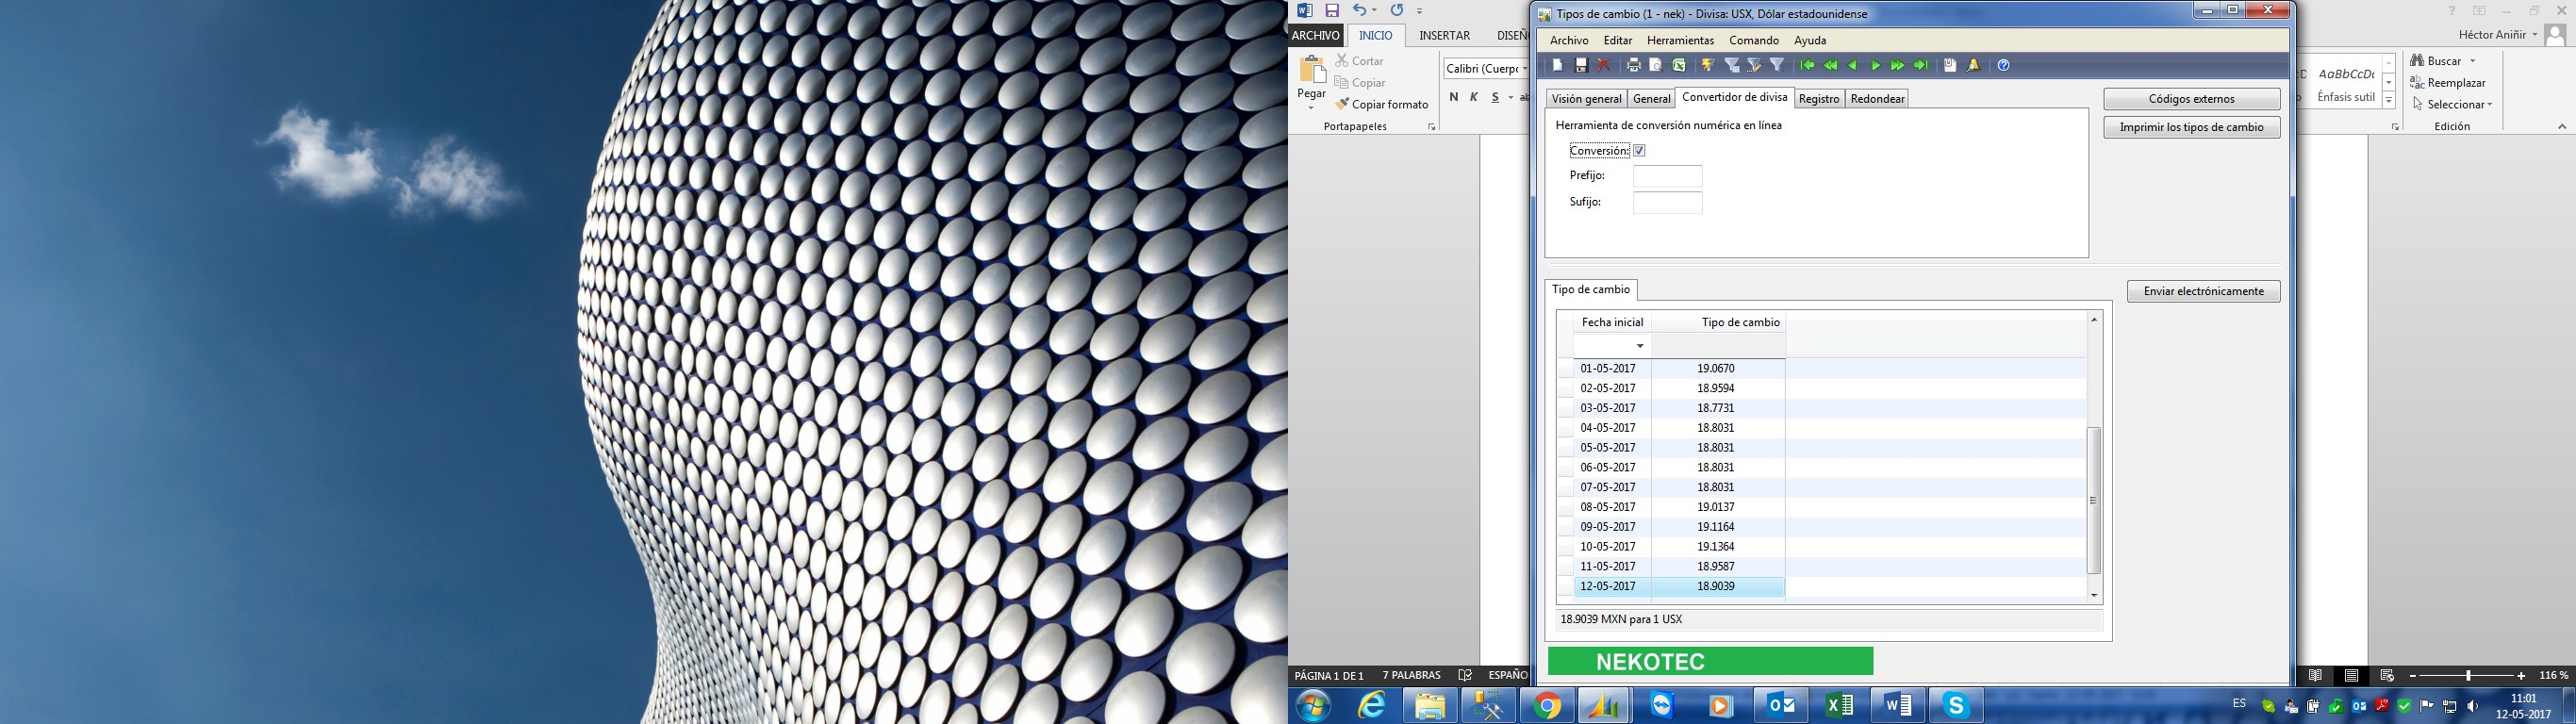 Tipos de cambio (1 - nek) - Divisa: USX, Dólar estadounidense
ARCHIVO INICIO INSERTAR
Héctor Aniñir
Archivo Editar Herramientas Comando Ayuda
Cortar
Copiar
Copiar formato
Pegar
Portapapeles
Calibri (Cuerpo
N K S
Visión general General Convertidor de divisa Registro Redondear
Códigos externos
Imprimir los tipos de cambio
Herramienta de conversión numérica en línea
Conversión:
Prefijo:
Sufijo:
AaBbCcDc
Énfasis sutil
Buscar
Reemplazar
Seleccionar
Edición
Tipo de cambio
Enviar electrónicamente
Fecha inicial Tipo de cambio
01-05-2017 19.0670
02-05-2017 18.9594
03-05-2017 18.7731
04-05-2017 18.8031
05-05-2017 18.8031
06-05-2017 18.8031
07-05-2017 18.8031
08-05-2017 19.0137
09-05-2017 19.1164
10-05-2017 19.1364
11-05-2017 18.9587
12-05-2017 18.9039
18.9039 MXN para 1 USX
NEKOTEC
PÁGINA 1 DE 1 7 PALABRAS ESPAÑO
116 %
ES
11:01
12-05-2017